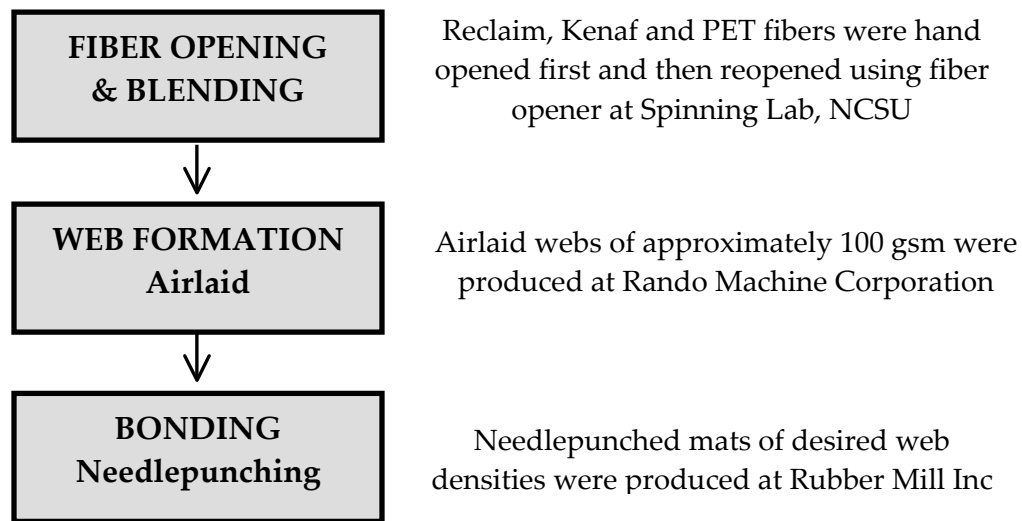 FIBER OPENING
& BLENDING
Reclaim, Kenaf and PET fibers were hand
opened first and then reopened using fiber
opener at Spinning Lab, NCSU
WEB FORMATION
Airlaid
Airlaid webs of approximately 100 gsm were
produced at Rando Machine Corporation
BONDING
Needlepunching
Needlepunched mats of desired web
densities were produced at Rubber Mill Inc